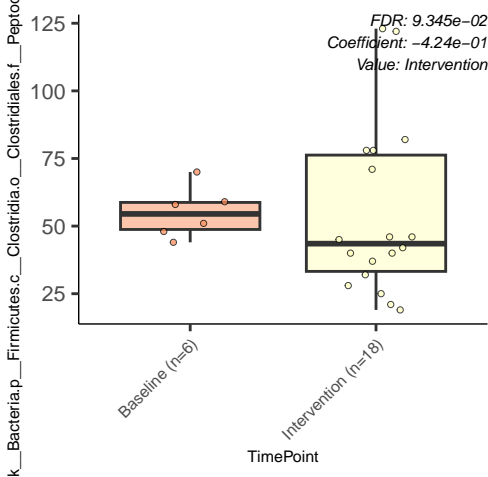 k__Bacteria.p__Firmicutes.c__Clostridia.o__Clostridiales.f__Peptoc
125
100
75
50
25
FDR: 9.345e−02
Coefficient: −4.24e−01
Value: Intervention
Baseline (n=6)
Intervention (n=18)
TimePoint